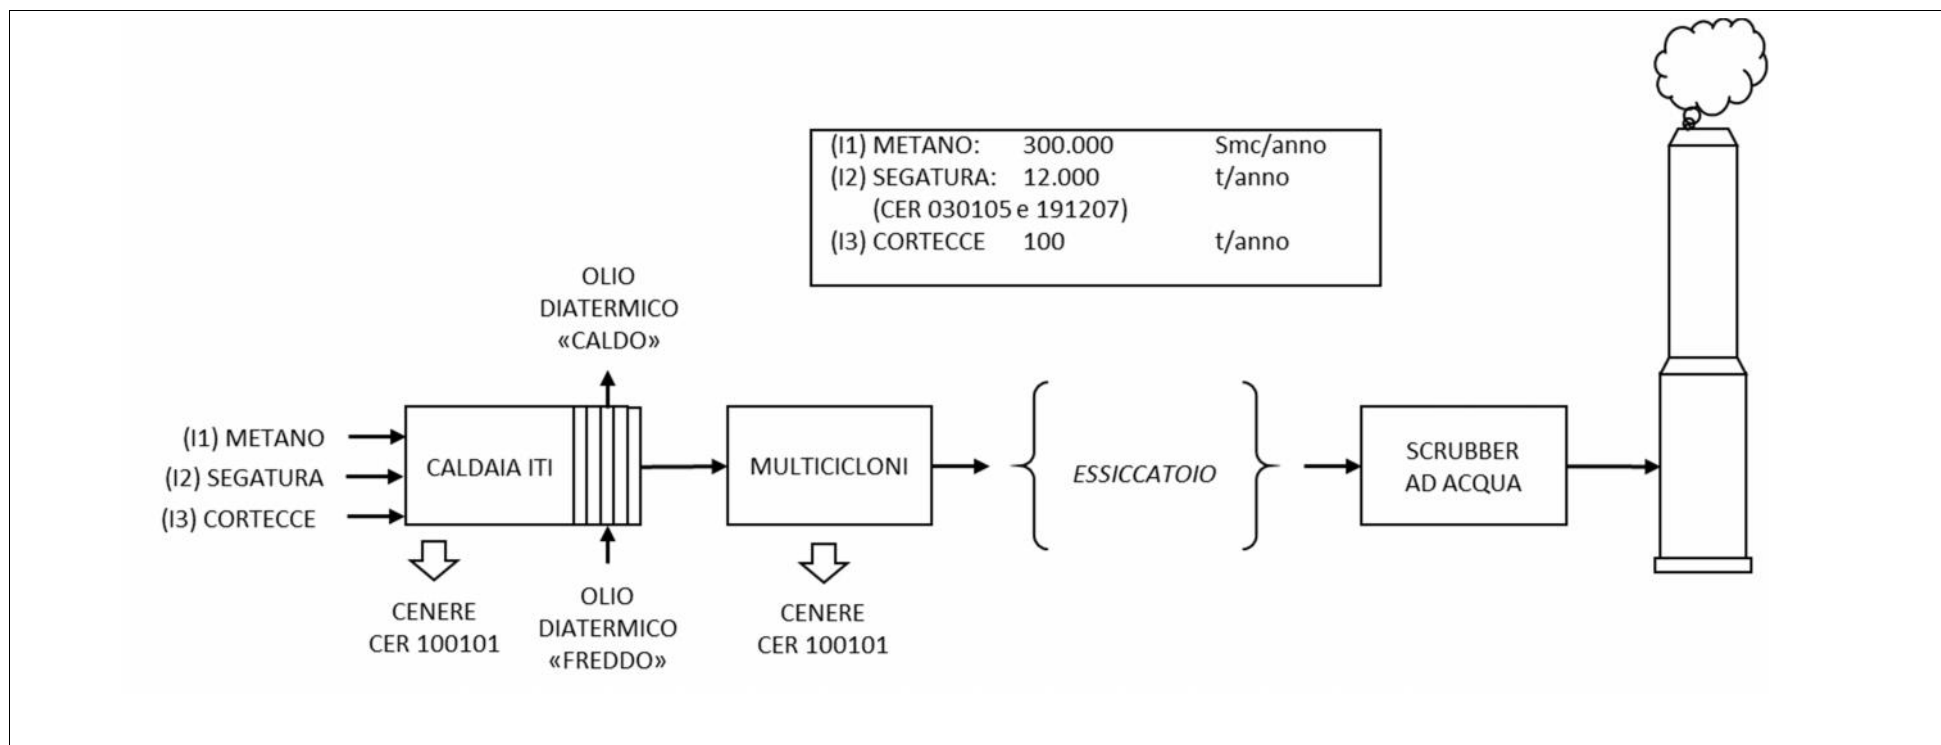 (I1) METANO: 300.000 Smc/anno
(I2) SEGATURA: 12.000 t/anno
(CER 030105 e 191207)
(I3) CORTECCE 100 t/anno
OLIO
DIATERMICO
«CALDO»
(I1) METANO
(I2) SEGATURA
(I3) CORTECCE
CALDAIA ITI
MULTICICLONI
ESSICCATOIO
SCRUBBER
AD ACQUA
CENERE
CER 100101
OLIO
DIATERMICO
«FREDDO»
CENERE
CER 100101